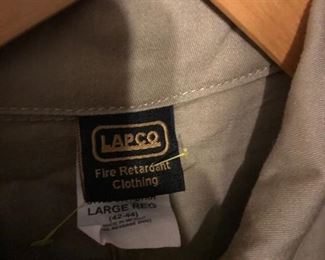 LAPCO
Fire Retardant
Clothing
LARGE REG
(42-44)